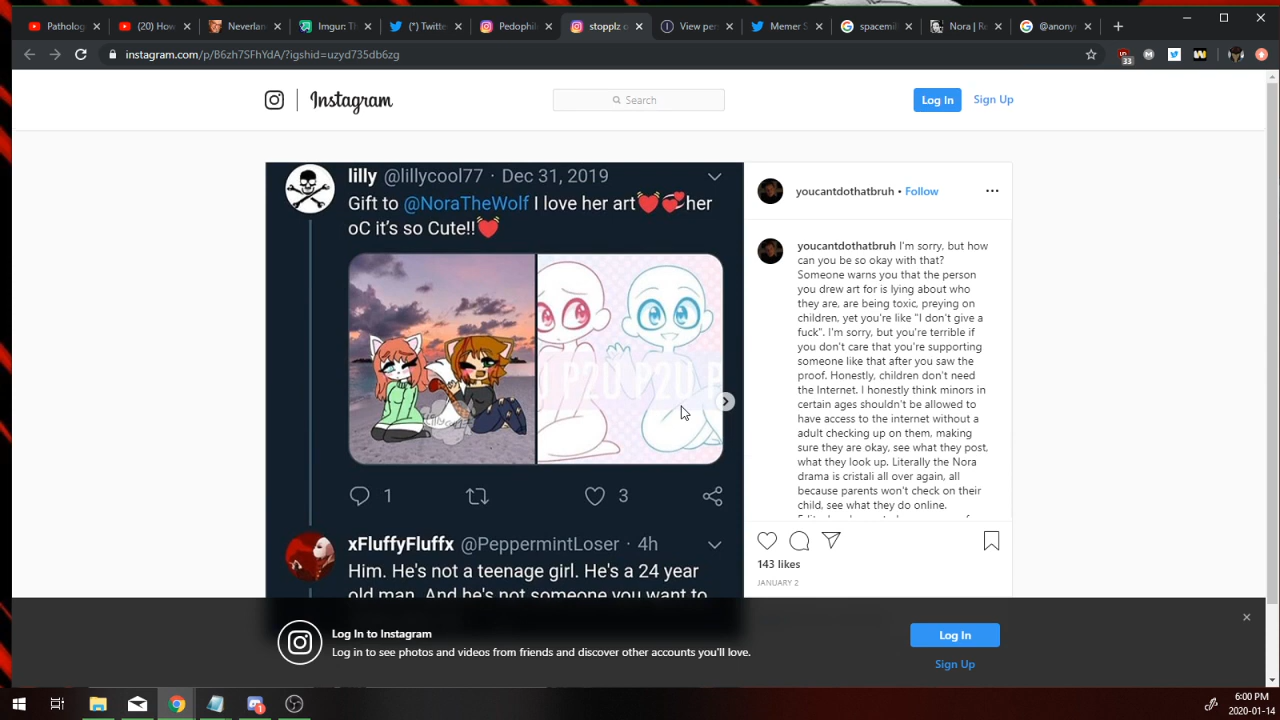 Patholog
(20) How
Neverlan
Imgur: Th
(*) Twitte
Pedophil
stopplz o
View per
Memer S
spacemil
Nora | Re
@anony
instagram.com/p/B6zh7SFhYdA/?igshid=uzyd735db6zg
33
Instagram
Search
Log In
Sign Up
lilly @lillycool77 · Dec 31, 2019
Gift to @NoraTheWolf I love her art💓💞her
oC it's so Cute!!💓
P2U P2U P
1
3
xFluffyFluffx @PeppermintLoser · 4h
Him. He's not a teenage girl. He's a 24 year
old man. And he's not someone you want to
youcantdothatbruh • Follow
youcantdothatbruh I'm sorry, but how
can you be so okay with that?
Someone warns you that the person
you drew art for is lying about who
they are, are being toxic, preying on
children, yet you're like "I don't give a
fuck". I'm sorry, but you're terrible if
you don't care that you're supporting
someone like that after you saw the
proof. Honestly, children don't need
the Internet. I honestly think minors in
certain ages shouldn't be allowed to
have access to the internet without a
adult checking up on them, making
sure they are okay, see what they post,
what they look up. Literally the Nora
drama is cristali all over again, all
because parents won't check on their
child, see what they do online.
143 likes
JANUARY 2
Log In to Instagram
Log in to see photos and videos from friends and discover other accounts you'll love.
Log In
Sign Up
6:00 PM
2020-01-14